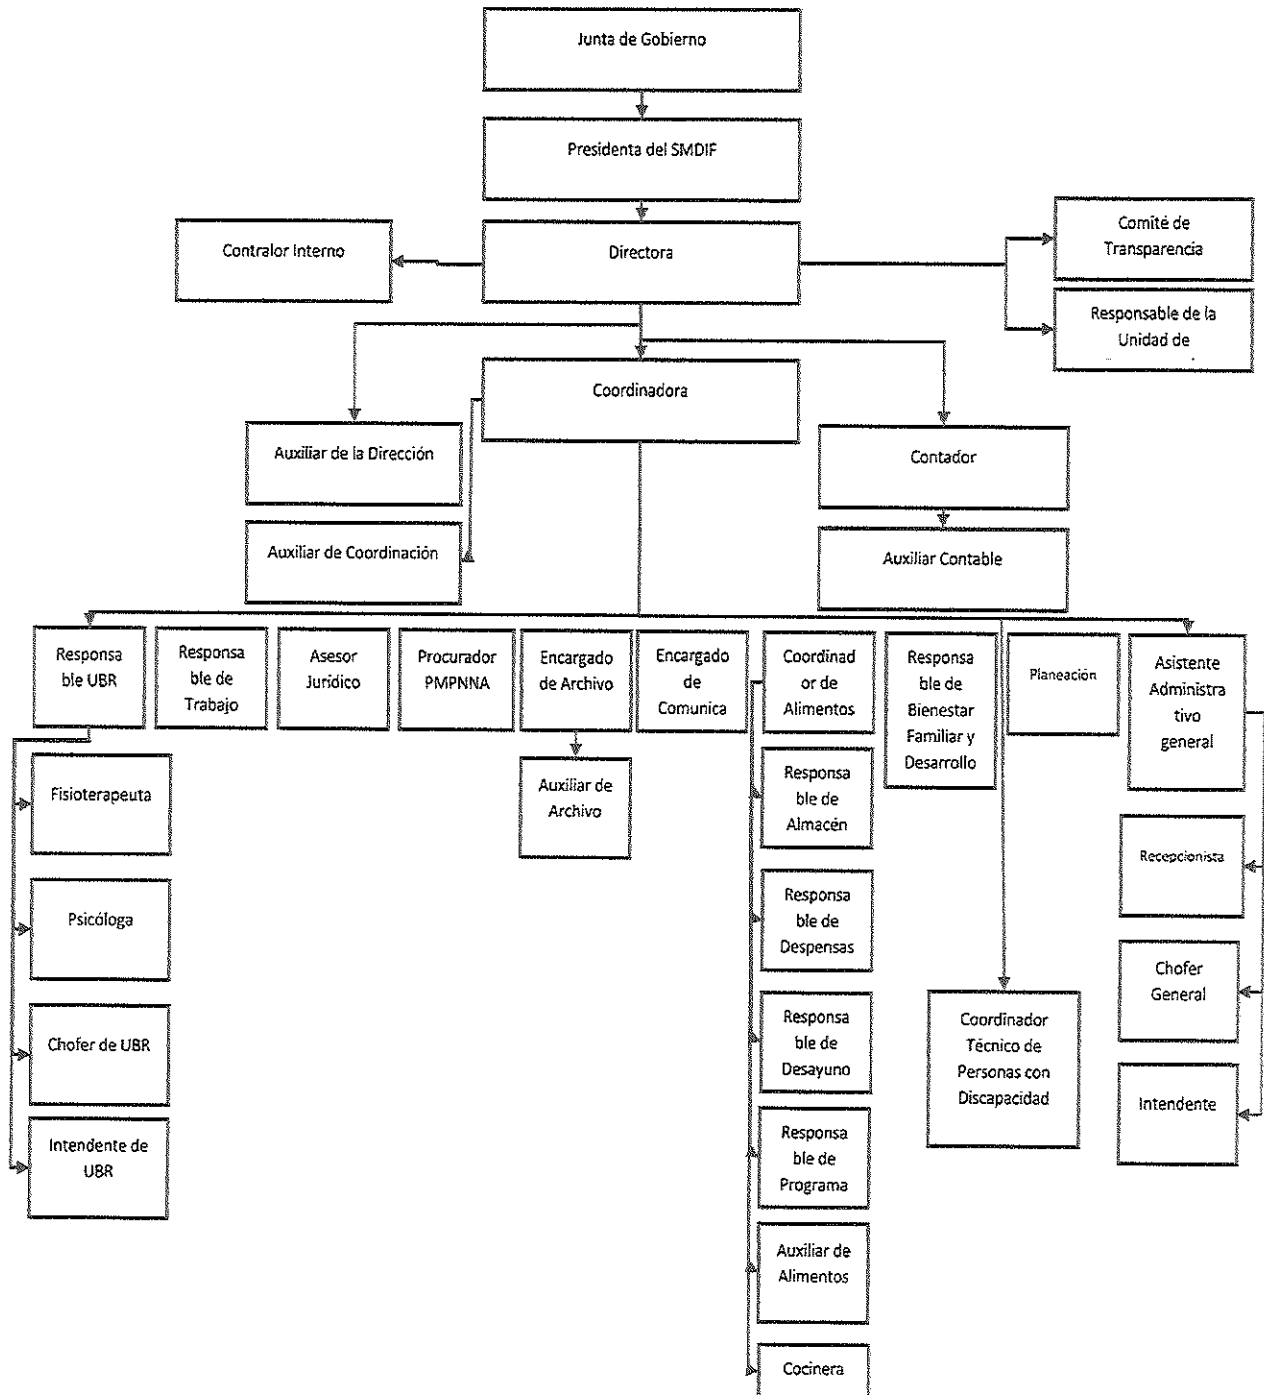 Junta de Gobierno
Presidenta del SMDIF
Contralor Interno
Directora
Comité de
Transparencia
Responsable de la
Unidad de
Coordinadora
Auxiliar de la Dirección
Contador
Auxiliar de Coordinación
Auxiliar Contable
Responsa
ble UBR
Responsa
ble de
Trabajo
Asesor
Jurídico
Procurador
PMPNNA
Encargado
de Archivo
Encargado
de
Comunica
Coordinad
or de
Alimentos
Responsa
ble de
Bienestar
Familiar y
Desarrollo
Planeación
Asistente
Administra
tivo
general
Fisioterapeuta
Psicóloga
Chofer de UBR
Intendente de
UBR
Auxiliar de
Archivo
Responsa
ble de
Almacén
Responsa
ble de
Despensas
Responsa
ble de
Desayuno
Responsa
ble de
Programa
Auxiliar de
Alimentos
Cocinera
Coordinador
Técnico de
Personas con
Discapacidad
Recepcionista
Chofer
General
Intendente